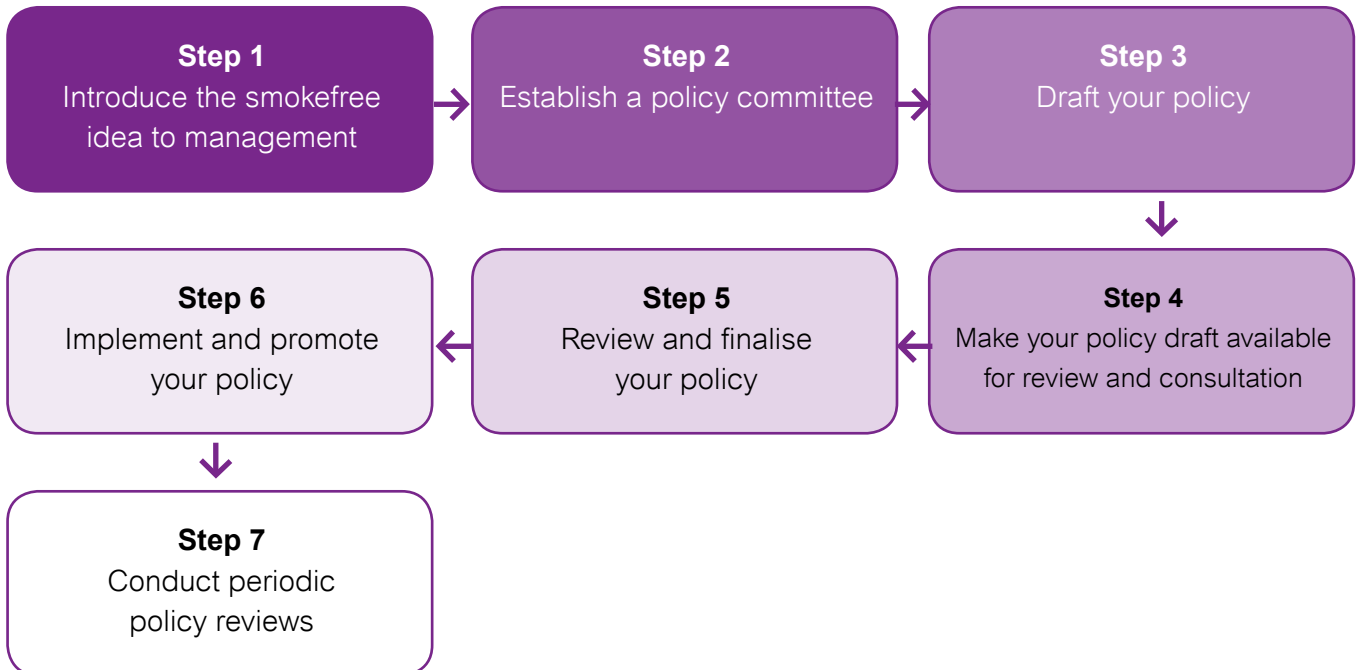 Step 1
Introduce the smokefree
idea to management
Step 2
Establish a policy committee
Step 3
Draft your policy
Step 4
Make your policy draft available
for review and consultation
Step 5
Review and finalise
your policy
Step 6
Implement and promote
your policy
Step 7
Conduct periodic
policy reviews